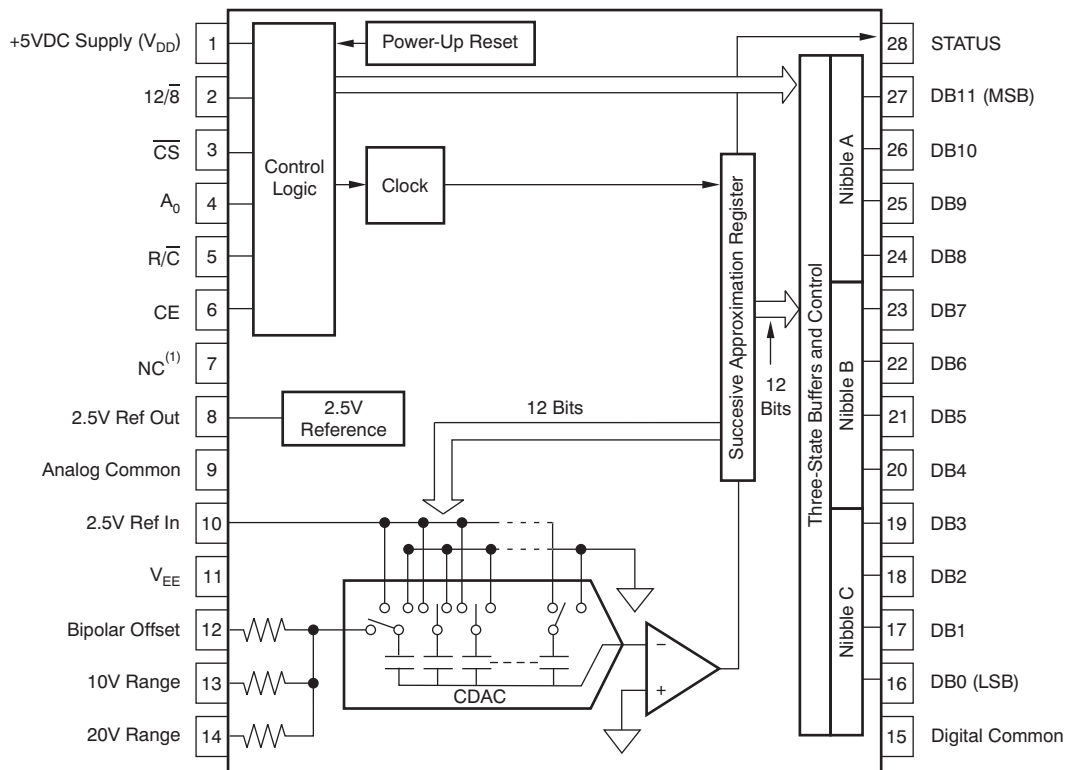 +5VDC Supply (VDD)
1
12/8̅
2
C̅S̅
3
A0
4
R/C̅
5
CE
6
NC(1)
7
2.5V Ref Out
8
Analog Common
9
2.5V Ref In
10
VEE
11
Bipolar Offset
12
10V Range
13
20V Range
14
Control
Logic
Power-Up Reset
Clock
2.5V
Reference
12 Bits
CDAC
−
+
Succesive Approximation Register
12
Bits
Three-State Buffers and Control
Nibble A
Nibble B
Nibble C
28
STATUS
27
DB11 (MSB)
26
DB10
25
DB9
24
DB8
23
DB7
22
DB6
21
DB5
20
DB4
19
DB3
18
DB2
17
DB1
16
DB0 (LSB)
15
Digital Common